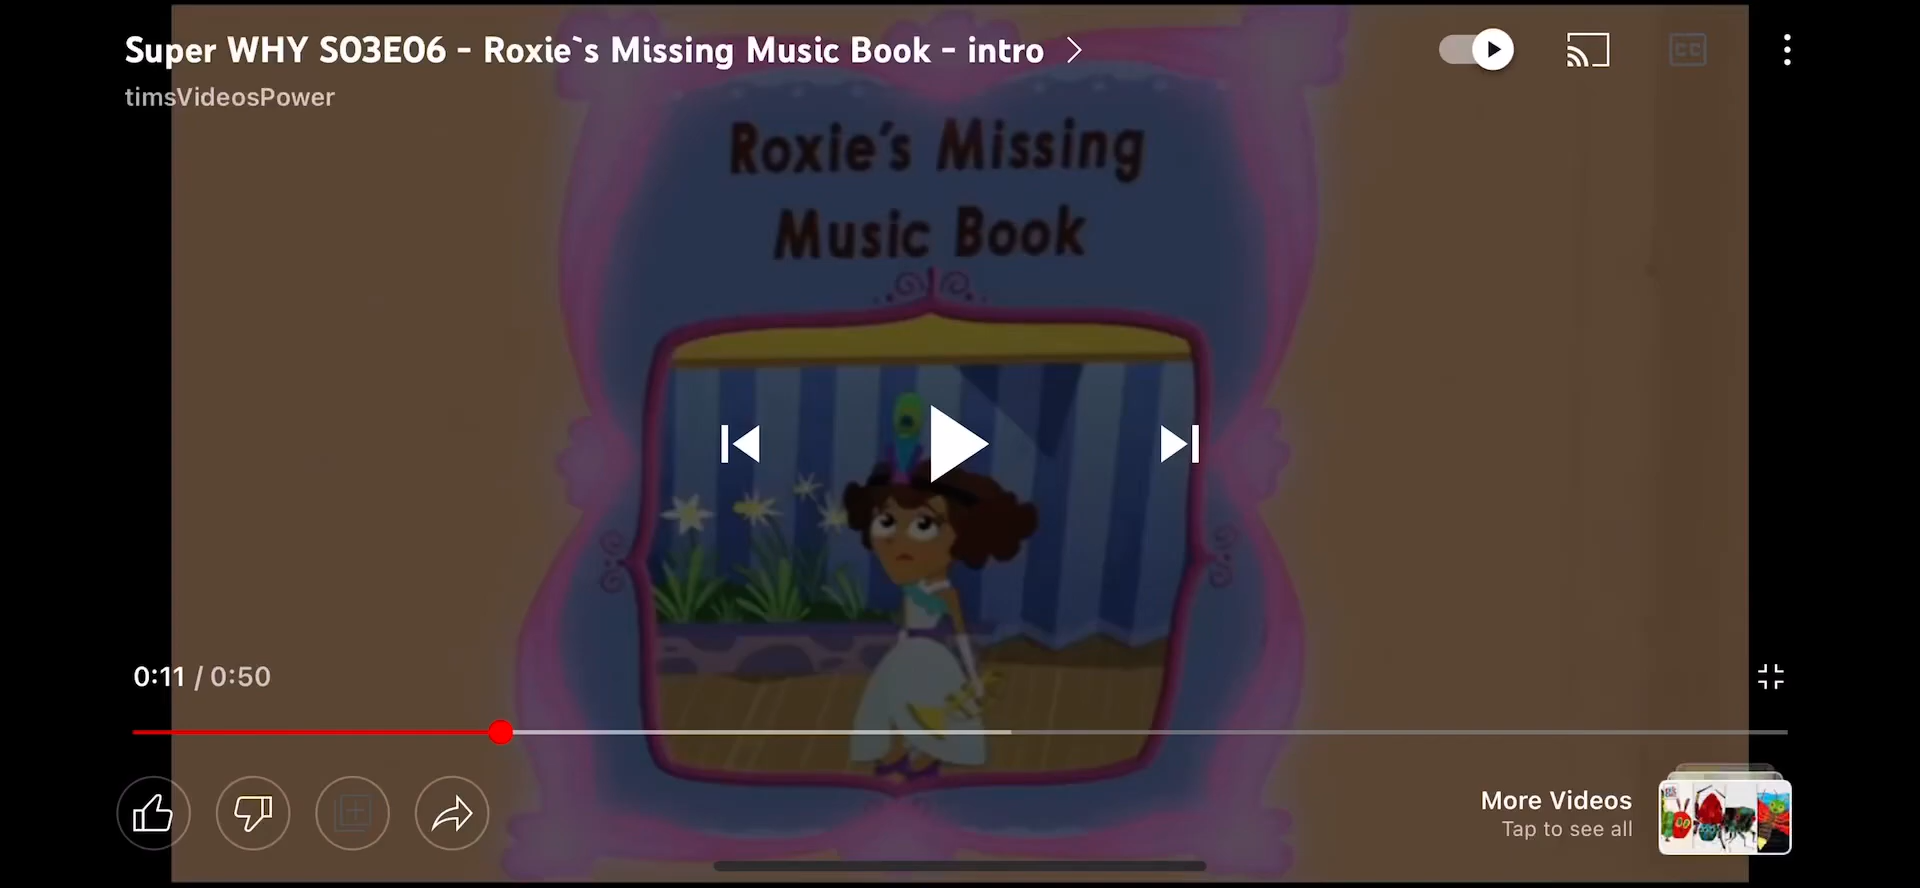 Super WHY S03E06 - Roxie`s Missing Music Book - intro
timsVideosPower
CC
Roxie's Missing
Music Book
0:11 / 0:50
More Videos
Tap to see all